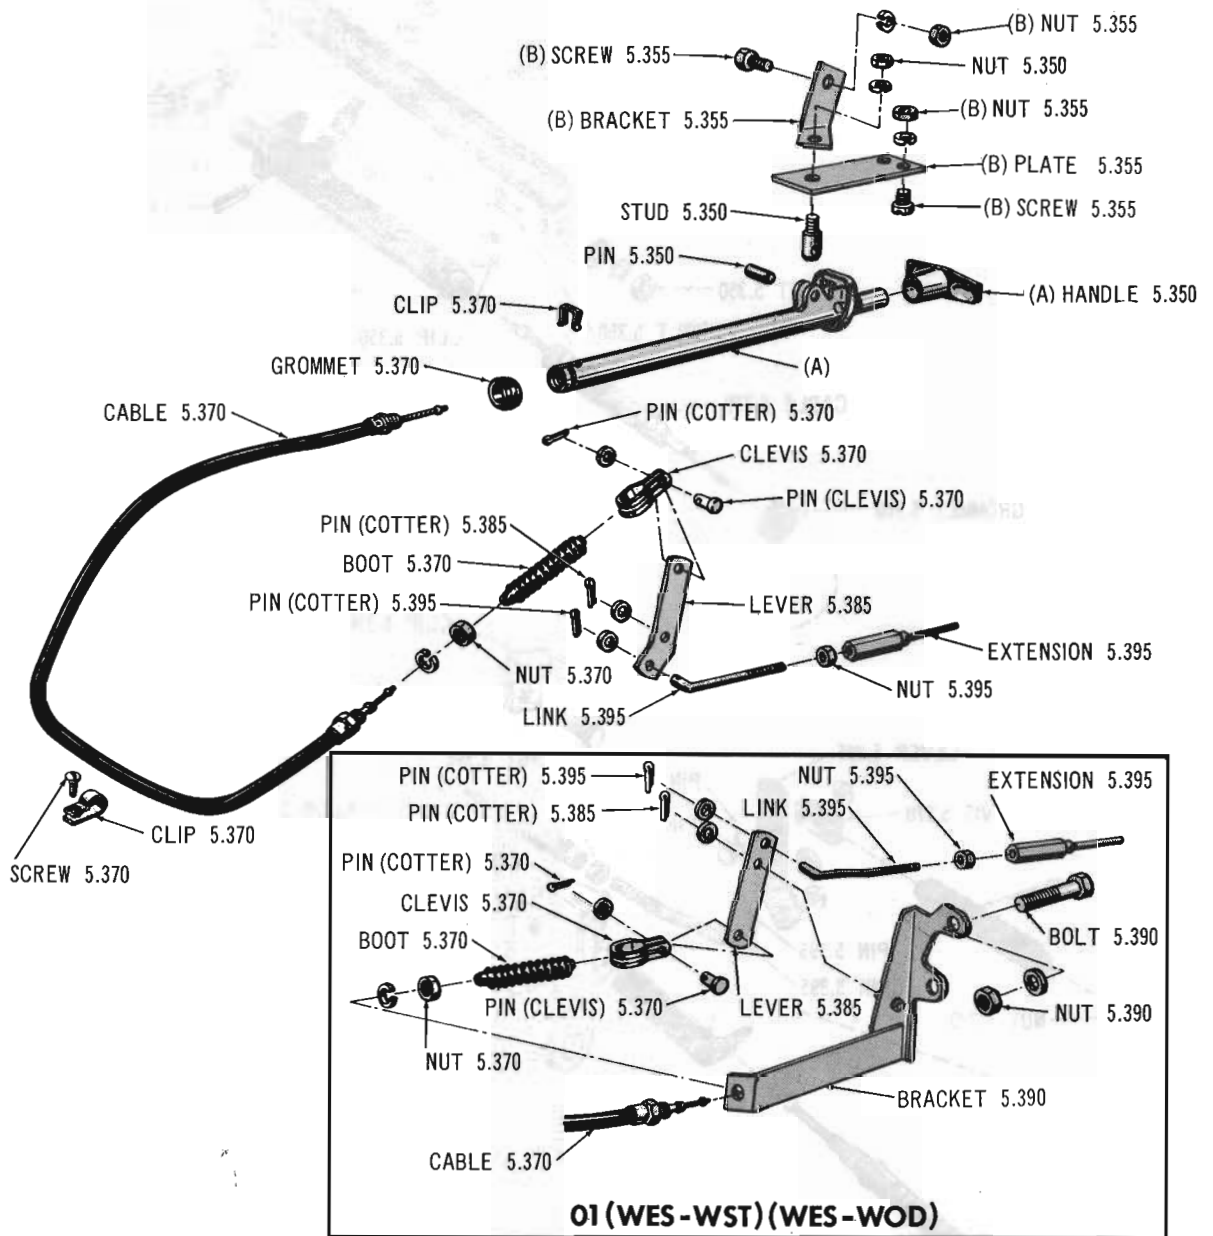 (B) NUT 5.355
(B) SCREW 5.355
NUT 5.350
(B) NUT 5.355
(B) BRACKET 5.355
(B) PLATE 5.355
STUD 5.350
(B) SCREW 5.355
PIN 5.350
(A) HANDLE 5.350
CLIP 5.370
(A)
GROMMET 5.370
CABLE 5.370
PIN (COTTER) 5.370
CLEVIS 5.370
PIN (CLEVIS) 5.370
PIN (COTTER) 5.385
BOOT 5.370
PIN (COTTER) 5.395
LEVER 5.385
EXTENSION 5.395
NUT 5.370
NUT 5.395
LINK 5.395
CLIP 5.370
SCREW 5.370
PIN (COTTER) 5.395
NUT 5.395
EXTENSION 5.395
PIN (COTTER) 5.385
LINK 5.395
PIN (COTTER) 5.370
CLEVIS 5.370
BOOT 5.370
BOLT 5.390
PIN (CLEVIS) 5.370
LEVER 5.385
NUT 5.390
NUT 5.370
BRACKET 5.390
CABLE 5.370
01 (WES-WST) (WES-WOD)